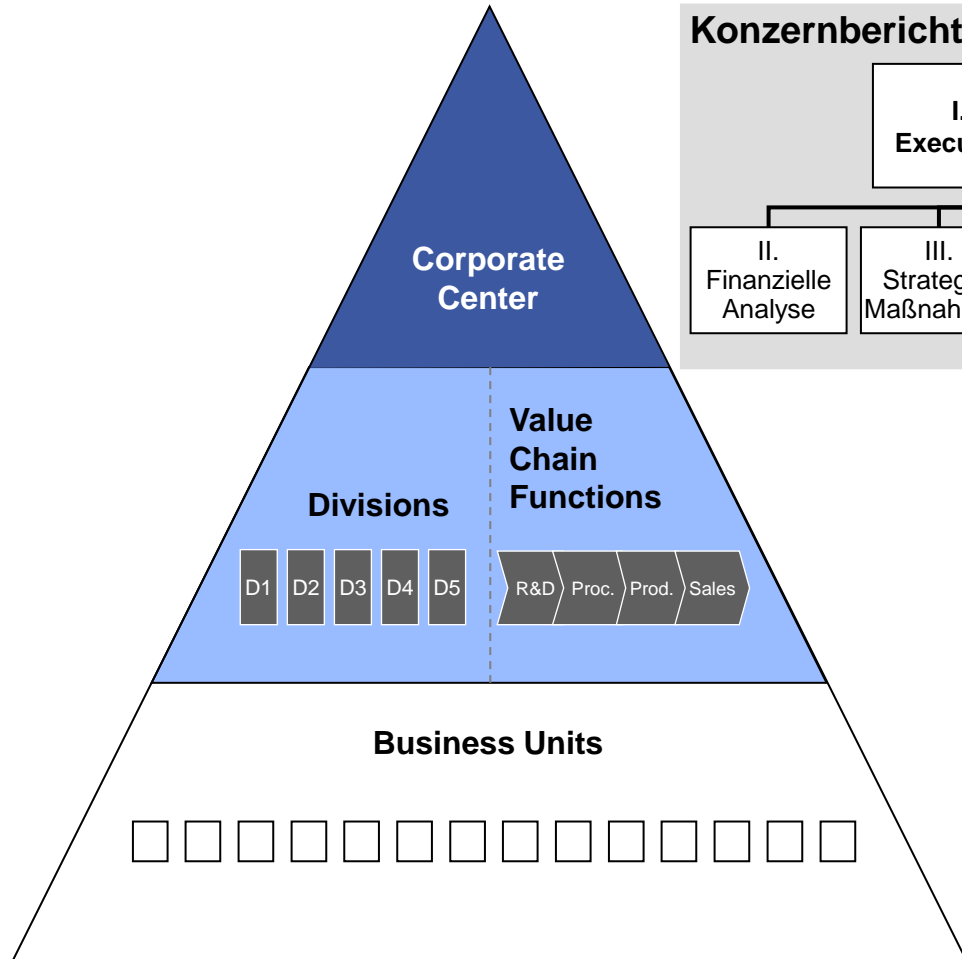 Konzernbericht
I.
Execu
II.
Finanzielle
Analyse
III.
Strateg
Maßnah
Corporate
Center
Value
Chain
Functions
Divisions
D1 D2 D3 D4 D5
R&D Proc. Prod. Sales
Business Units